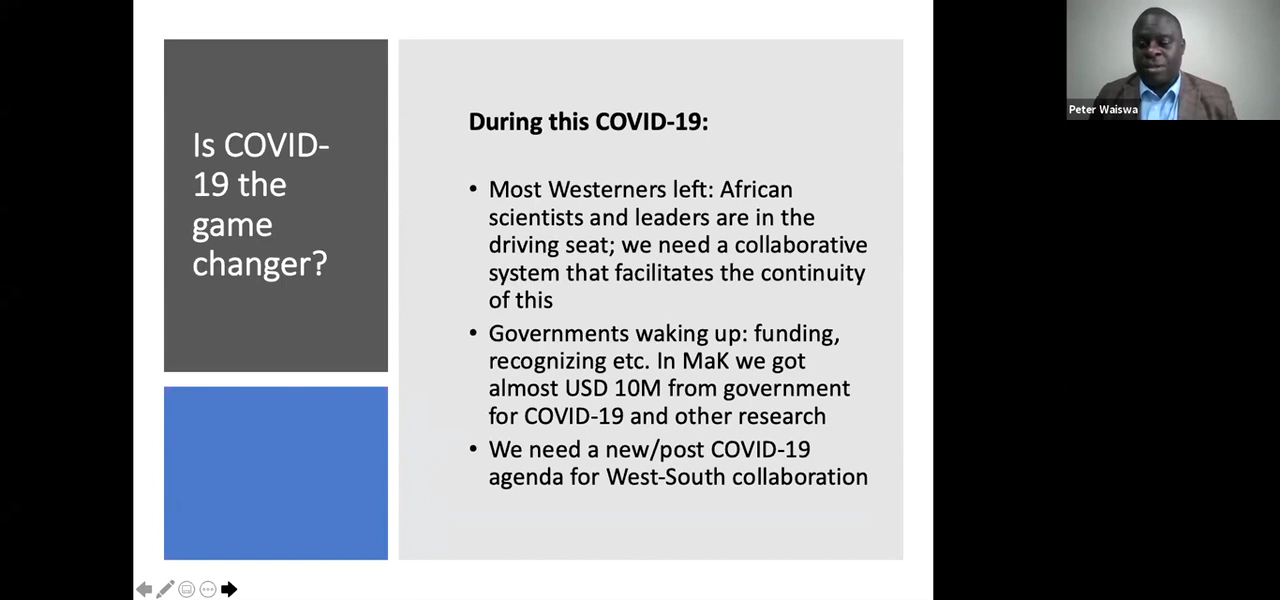 Is COVID-
19 the
game
changer?
During this COVID-19:
• Most Westerners left: African
scientists and leaders are in the
driving seat; we need a collaborative
system that facilitates the continuity
of this
• Governments waking up: funding,
recognizing etc. In MaK we got
almost USD 10M from government
for COVID-19 and other research
• We need a new/post COVID-19
agenda for West-South collaboration
Peter Waiswa